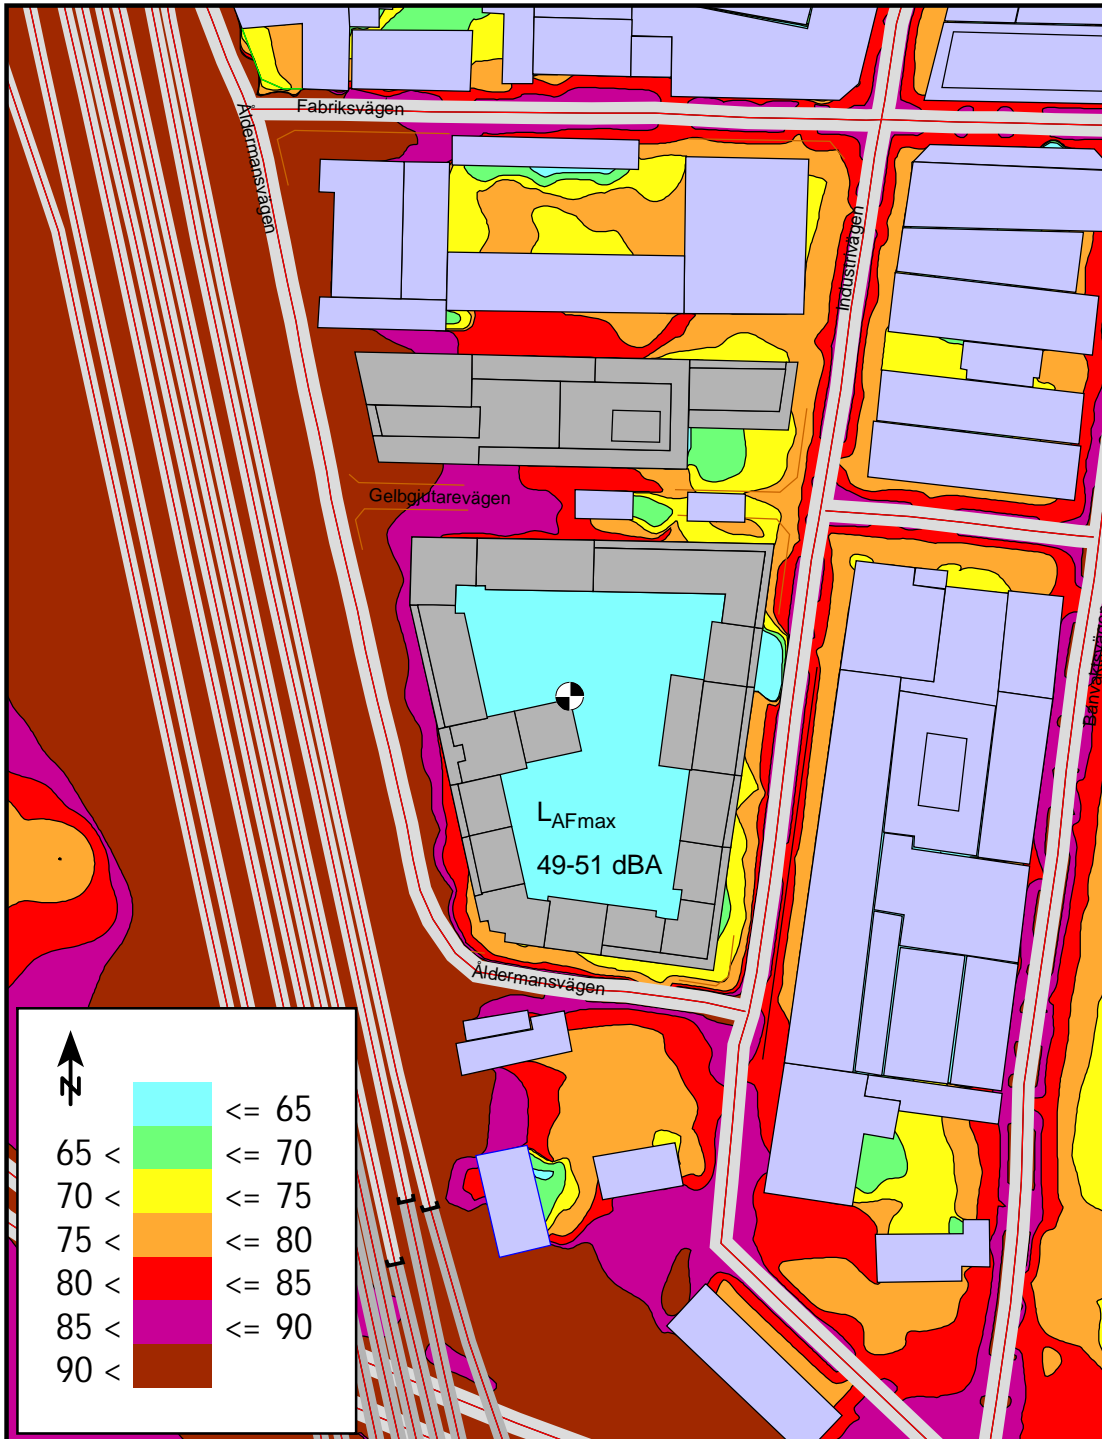 Fabriksvägen
Åldermansvägen
Industrivägen
Gelbgjutarevägen
Banvaktsvägen
LAFmax
49-51 dBA
Åldermansvägen
N
<= 65
65 < <= 70
70 < <= 75
75 < <= 80
80 < <= 85
85 < <= 90
90 <